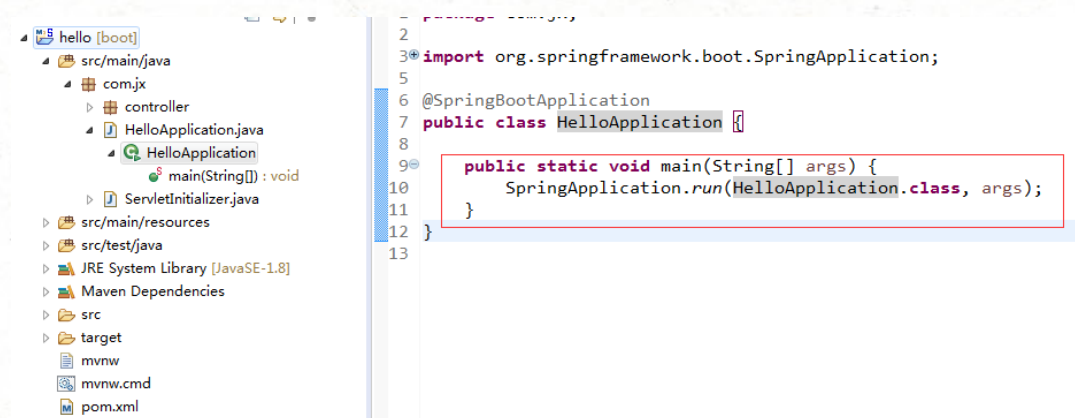 hello [boot]
src/main/java
com.jx
controller
HelloApplication.java
HelloApplication
main(String[]) : void
ServletInitializer.java
src/main/resources
src/test/java
JRE System Library [JavaSE-1.8]
Maven Dependencies
src
target
mvnw
mvnw.cmd
pom.xml
2
3 import org.springframework.boot.SpringApplication;
5
6 @SpringBootApplication
7 public class HelloApplication {
8
9 public static void main(String[] args) {
10 SpringApplication.run(HelloApplication.class, args);
11 }
12 }
13